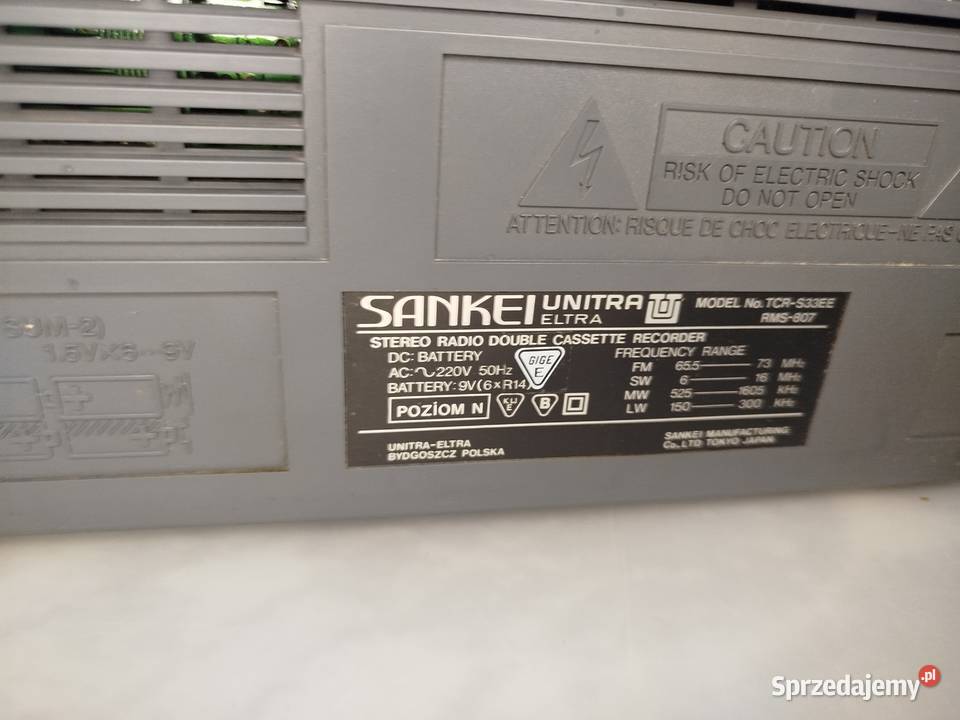 CAUTION
RISK OF ELECTRIC SHOCK
DO NOT OPEN
ATTENTION: RISQUE DE CHOC ELECTRIQUE-NE PAS
(SUM-2)
1.5V×6--9V
SANKEI UNITRA ELTRA
MODEL No. TCR-S33EE
RMS-807
STEREO RADIO DOUBLE CASSETTE RECORDER
DC: BATTERY
AC: 220V 50Hz
BATTERY: 9V (6×R14)
GIGE
E
FREQUENCY RANGE
FM 65.5 — 73 MHz
SW 6 — 16 MHz
MW 525 — 1605 KHz
LW 150 — 300 KHz
POZIOM N
B
UNITRA-ELTRA
BYDGOSZCZ POLSKA
SANKEI MANUFACTURING
Co., LTD TOKYO JAPAN
Sprzedajemy.pl